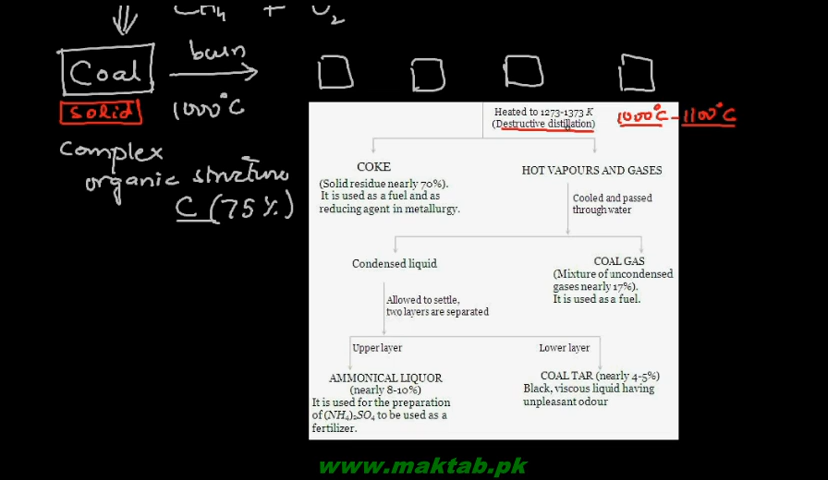 CH4 + O2
Coal
burn
solid
1000°C
complex
organic structure
C (75%)
Heated to 1273-1373 K
(Destructive distillation)
1000°C - 1100°C
COKE
(Solid residue nearly 70%).
It is used as a fuel and as
reducing agent in metallurgy.
HOT VAPOURS AND GASES
Cooled and passed
through water
Condensed liquid
COAL GAS
(Mixture of uncondensed
gases nearly 17%).
It is used as a fuel.
Allowed to settle,
two layers are separated
Upper layer
Lower layer
AMMONICAL LIQUOR
(nearly 8-10%)
It is used for the preparation
of (NH4)2SO4 to be used as a
fertilizer.
COAL TAR (nearly 4-5%)
Black, viscous liquid having
unpleasant odour
www.maktab.pk